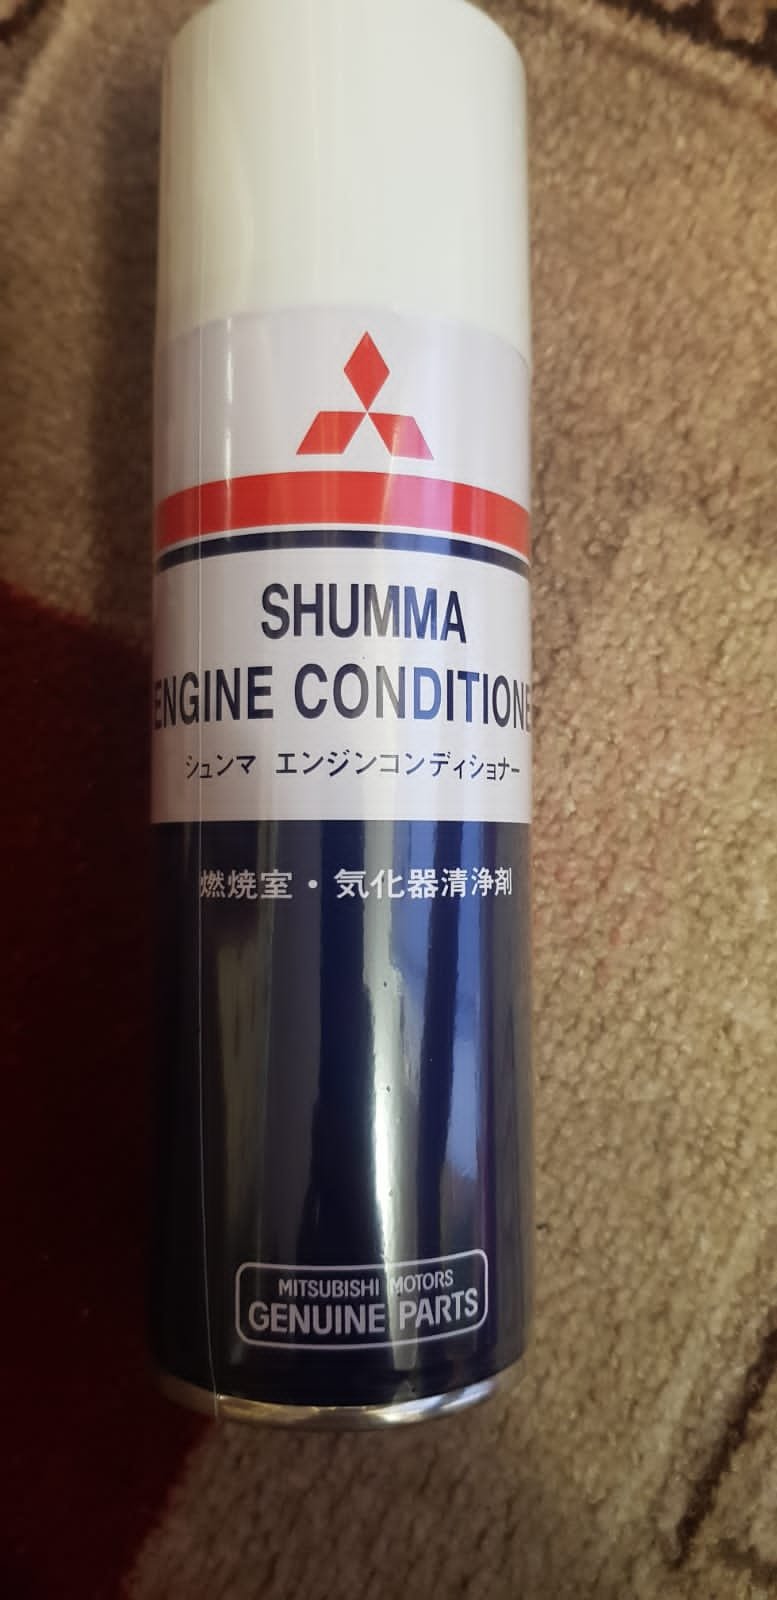 SHUMMA
ENGINE CONDITIONE
シュンマ エンジンコンディショナー
燃焼室・気化器清浄剤
MITSUBISHI MOTORS
GENUINE PARTS